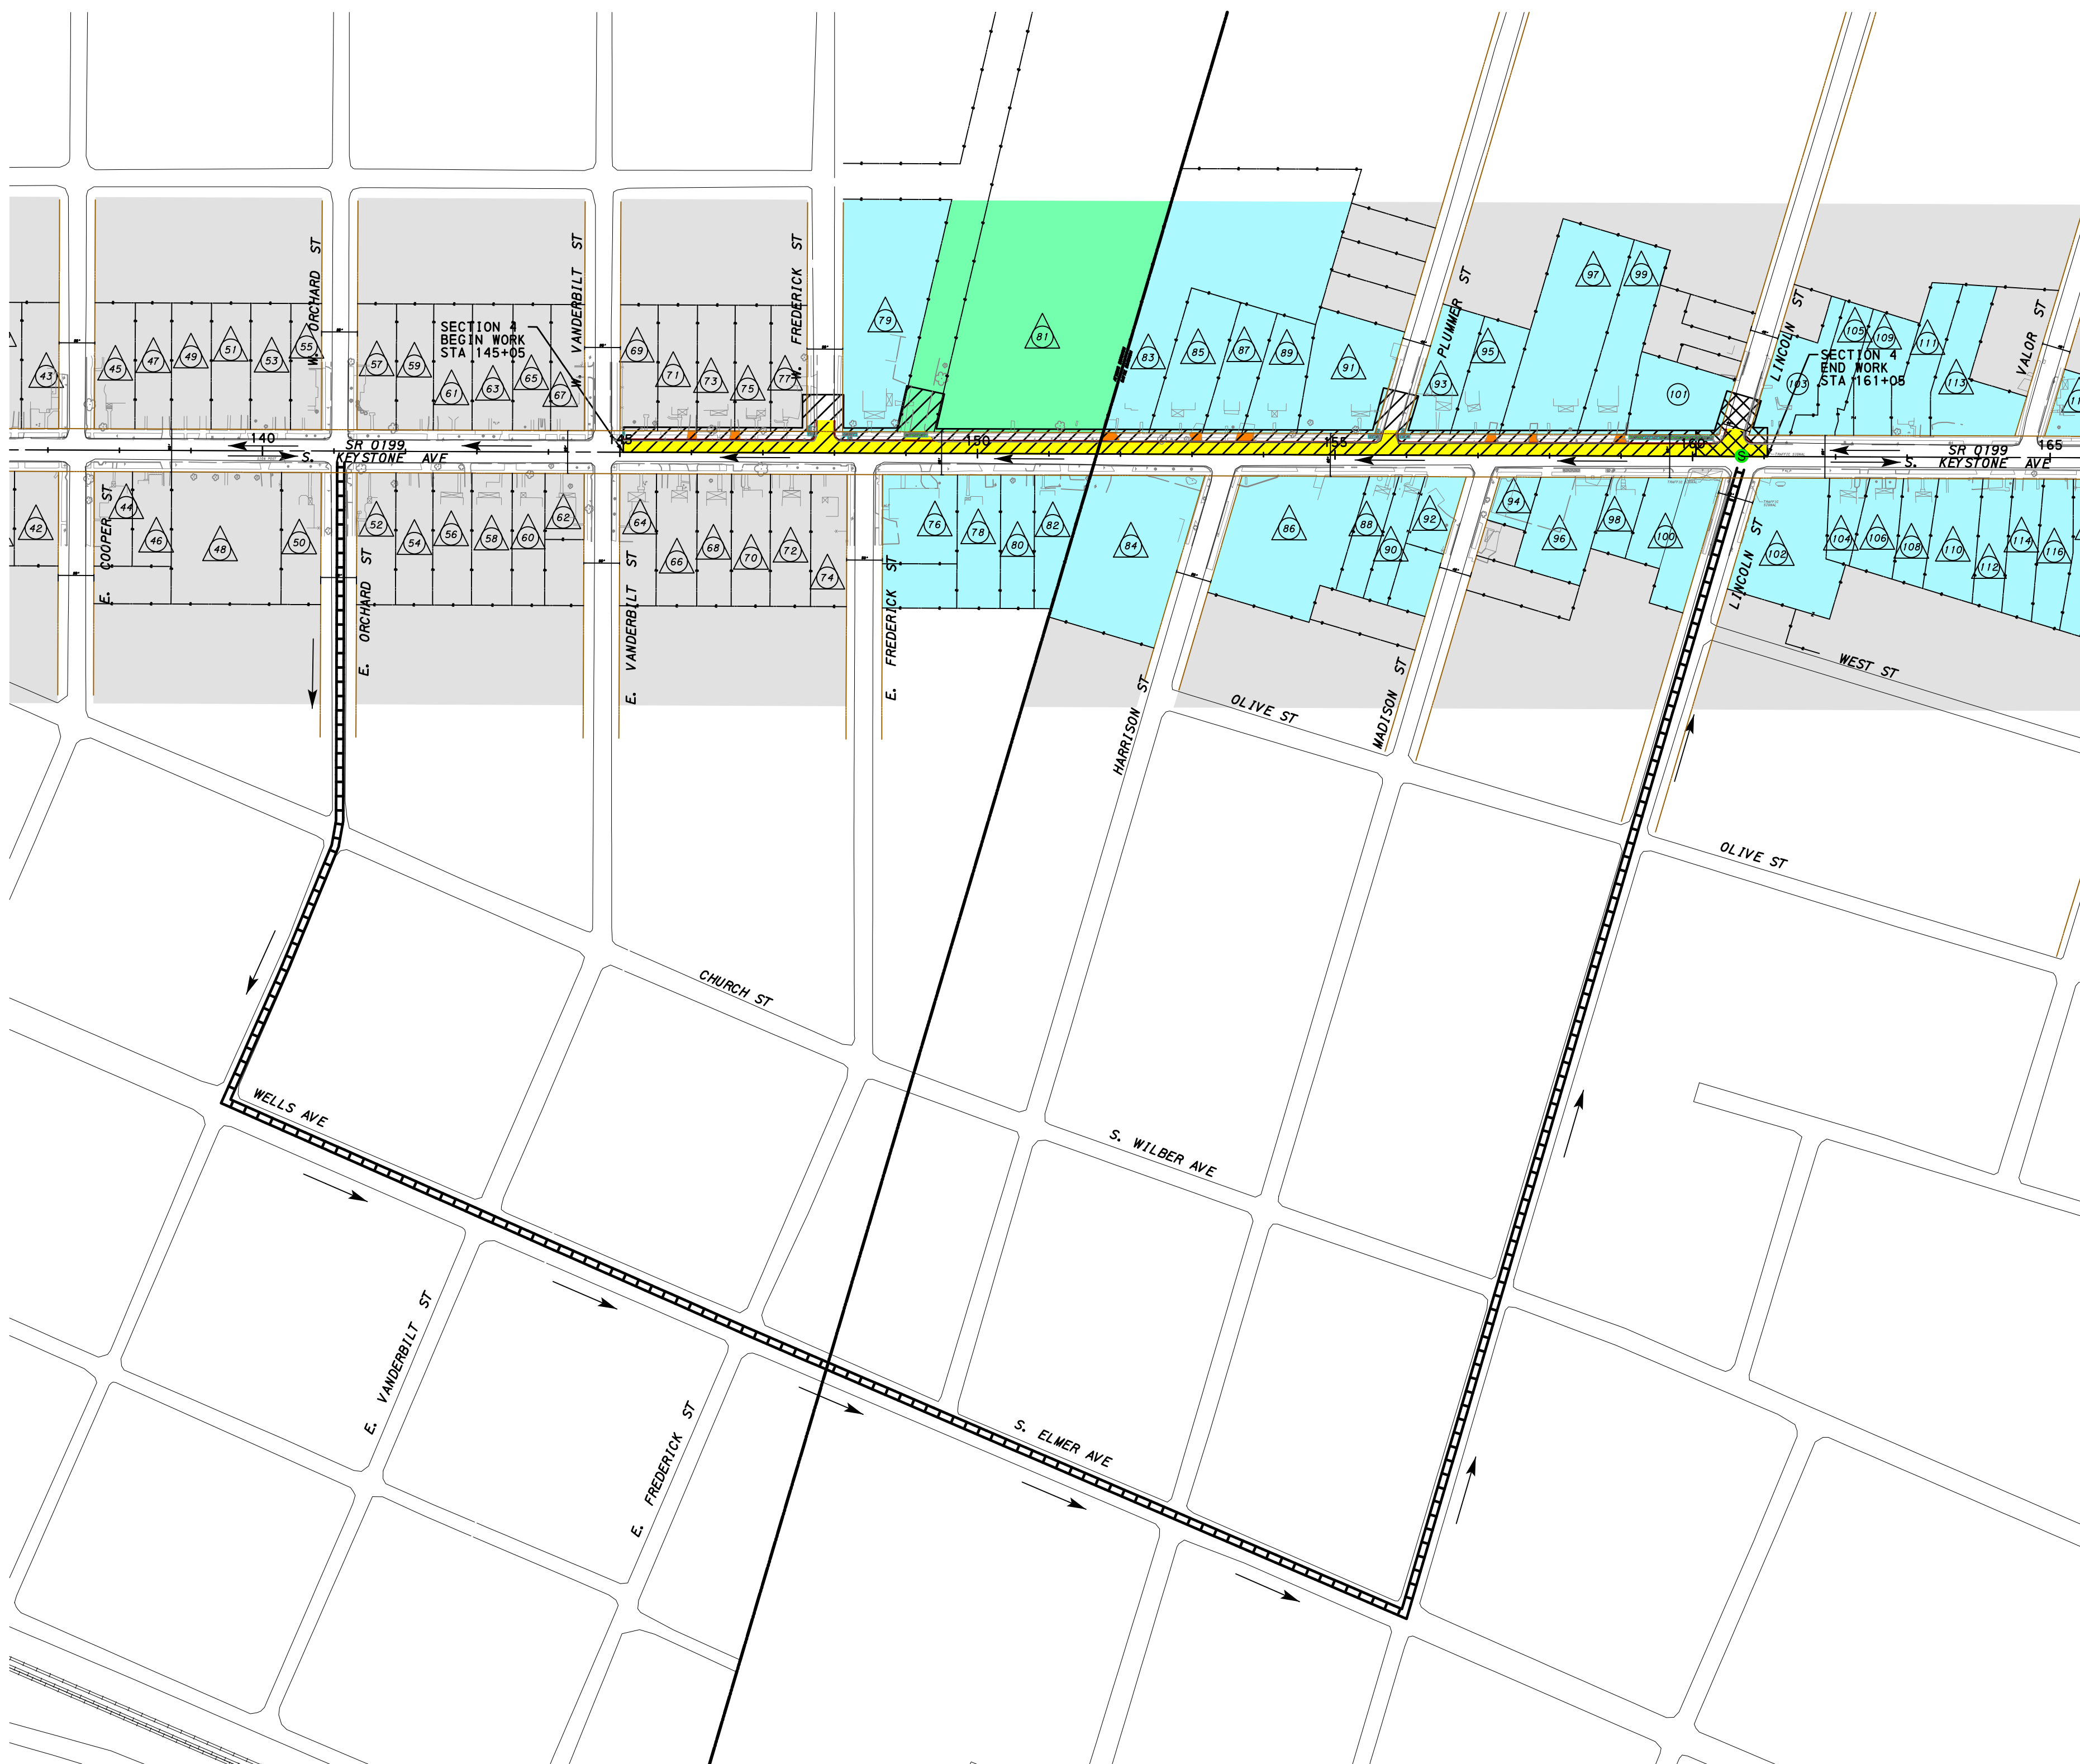 W. ORCHARD ST
W. VANDERBILT ST
W. FREDERICK ST
PLUMMER ST
LINCOLN ST
VALOR ST
SECTION 4
BEGIN WORK
STA 145+05
SECTION 4
END WORK
STA 161+05
43
45
47
49
51
53
55
57
59
61
63
65
67
69
71
73
75
77
79
81
83
85
87
89
91
93
95
97
99
101
103
105
109
111
113
140
145
150
155
160
165
SR 0199
S. KEYSTONE AVE
SR 0199
S. KEYSTONE AVE
S
42
44
46
48
50
52
54
56
58
60
62
64
66
68
70
72
74
76
78
80
82
84
86
88
90
92
94
96
98
100
102
104
106
108
110
112
114
116
E. COOPER ST
E. ORCHARD ST
E. VANDERBILT ST
E. FREDERICK ST
HARRISON ST
MADISON ST
LINCOLN ST
OLIVE ST
WEST ST
OLIVE ST
CHURCH ST
WELLS AVE
S. WILBER AVE
E. VANDERBILT ST
E. FREDERICK ST
S. ELMER AVE